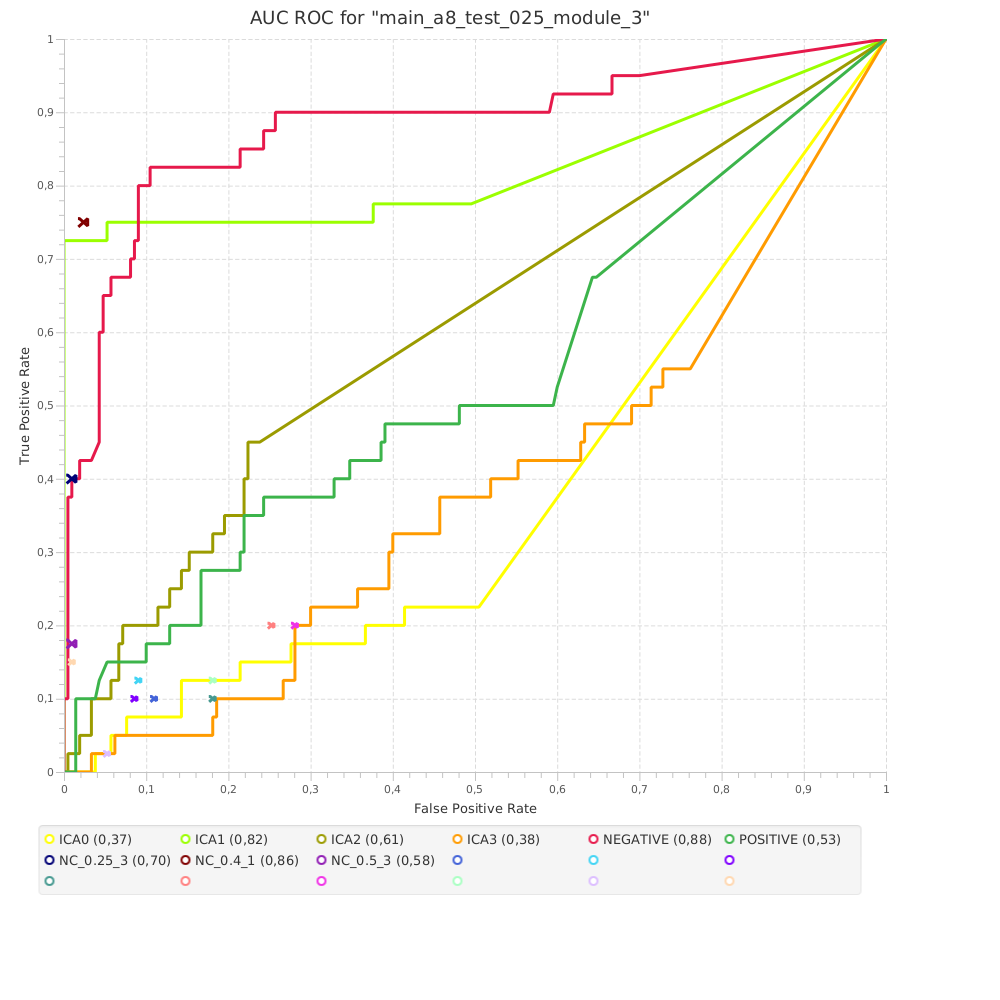 AUC ROC for "main_a8_test_025_module_3"
1
0,9
0,8
0,7
0,6
0,5
0,4
0,3
0,2
0,1
0
True Positive Rate
0 0,1 0,2 0,3 0,4 0,5 0,6 0,7 0,8 0,9 1
False Positive Rate
ICA0 (0,37) ICA1 (0,82) ICA2 (0,61) ICA3 (0,38) NEGATIVE (0,88) POSITIVE (0,53)
NC_0.25_3 (0,70) NC_0.4_1 (0,86) NC_0.5_3 (0,58)